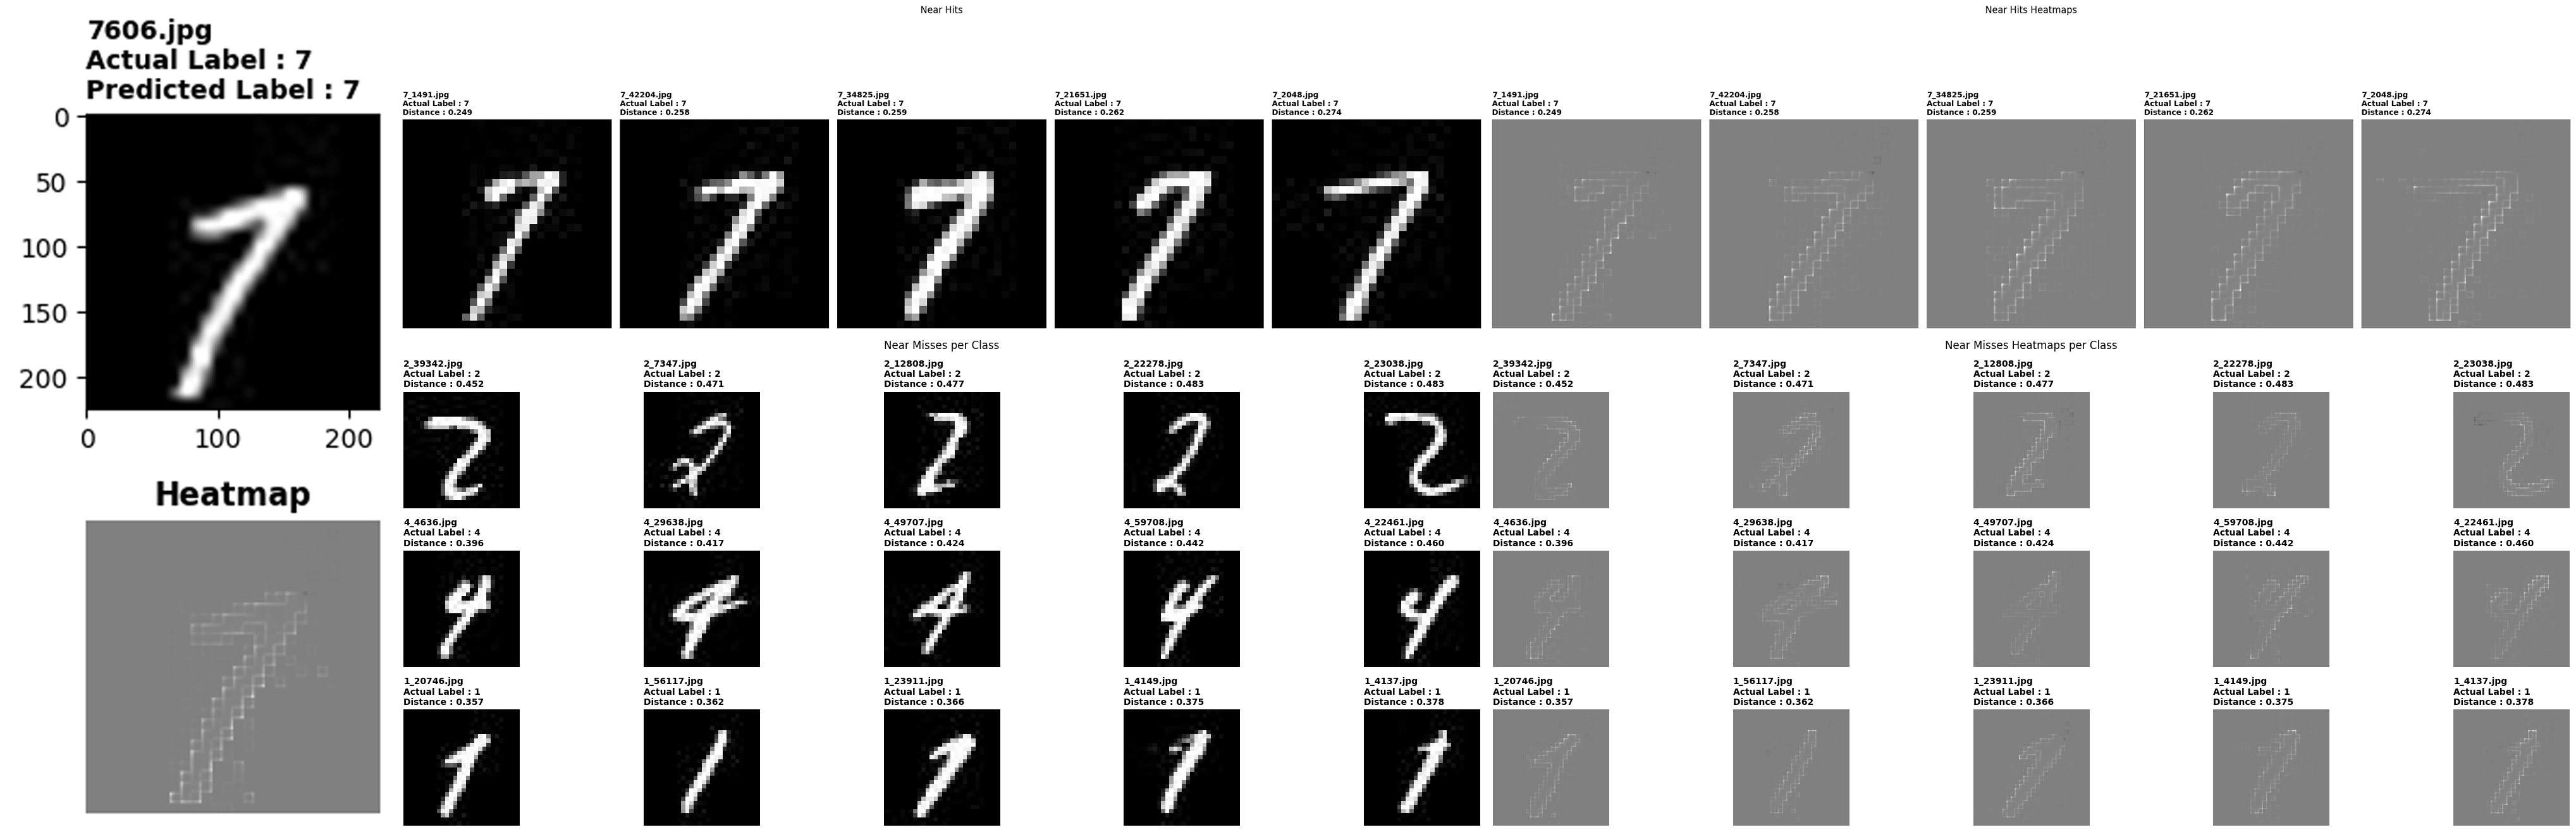 7606.jpg
Actual Label : 7
Predicted Label : 7
0
50
100
150
200
0 100 200
Heatmap
Near Hits
7_1491.jpg
Actual Label : 7
Distance : 0.249
7_42204.jpg
Actual Label : 7
Distance : 0.258
7_34825.jpg
Actual Label : 7
Distance : 0.259
7_21651.jpg
Actual Label : 7
Distance : 0.262
7_2048.jpg
Actual Label : 7
Distance : 0.274
Near Hits Heatmaps
7_1491.jpg
Actual Label : 7
Distance : 0.249
7_42204.jpg
Actual Label : 7
Distance : 0.258
7_34825.jpg
Actual Label : 7
Distance : 0.259
7_21651.jpg
Actual Label : 7
Distance : 0.262
7_2048.jpg
Actual Label : 7
Distance : 0.274
Near Misses per Class
2_39342.jpg
Actual Label : 2
Distance : 0.452
2_7347.jpg
Actual Label : 2
Distance : 0.471
2_12808.jpg
Actual Label : 2
Distance : 0.477
2_22278.jpg
Actual Label : 2
Distance : 0.483
2_23038.jpg
Actual Label : 2
Distance : 0.483
4_4636.jpg
Actual Label : 4
Distance : 0.396
4_29638.jpg
Actual Label : 4
Distance : 0.417
4_49707.jpg
Actual Label : 4
Distance : 0.424
4_59708.jpg
Actual Label : 4
Distance : 0.442
4_22461.jpg
Actual Label : 4
Distance : 0.460
1_20746.jpg
Actual Label : 1
Distance : 0.357
1_56117.jpg
Actual Label : 1
Distance : 0.362
1_23911.jpg
Actual Label : 1
Distance : 0.366
1_4149.jpg
Actual Label : 1
Distance : 0.375
1_4137.jpg
Actual Label : 1
Distance : 0.378
Near Misses Heatmaps per Class
2_39342.jpg
Actual Label : 2
Distance : 0.452
2_7347.jpg
Actual Label : 2
Distance : 0.471
2_12808.jpg
Actual Label : 2
Distance : 0.477
2_22278.jpg
Actual Label : 2
Distance : 0.483
2_23038.jpg
Actual Label : 2
Distance : 0.483
4_4636.jpg
Actual Label : 4
Distance : 0.396
4_29638.jpg
Actual Label : 4
Distance : 0.417
4_49707.jpg
Actual Label : 4
Distance : 0.424
4_59708.jpg
Actual Label : 4
Distance : 0.442
4_22461.jpg
Actual Label : 4
Distance : 0.460
1_20746.jpg
Actual Label : 1
Distance : 0.357
1_56117.jpg
Actual Label : 1
Distance : 0.362
1_23911.jpg
Actual Label : 1
Distance : 0.366
1_4149.jpg
Actual Label : 1
Distance : 0.375
1_4137.jpg
Actual Label : 1
Distance : 0.378